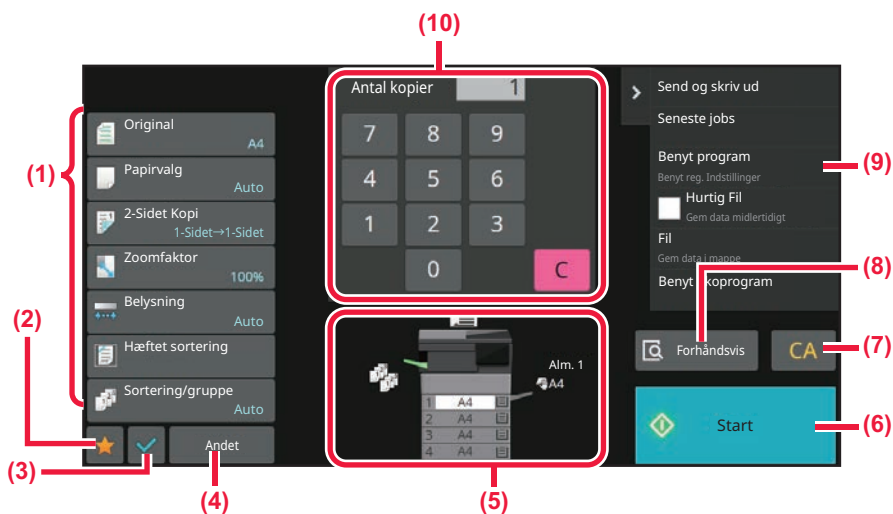 (10)
Antal kopier 1
7 8 9
4 5 6
1 2 3
0 C
(1)
Original
A4
Papirvalg
Auto
2-Sidet Kopi
1-Sidet→1-Sidet
Zoomfaktor
100%
Belysning
Auto
Hæftet sortering
Sortering/gruppe
Auto
(2)
(3)
Andet
(4)
Alm. 1
A4
1 A4
2 A4
3 A4
4 A4
(5)
Send og skriv ud
Seneste jobs
Benyt program
Benyt reg. Indstillinger
Hurtig Fil
Gem data midlertidigt
Fil
Gem data i mappe
Benyt
(9)
(8)
Forhåndsvis
CA
(7)
Start
(6)